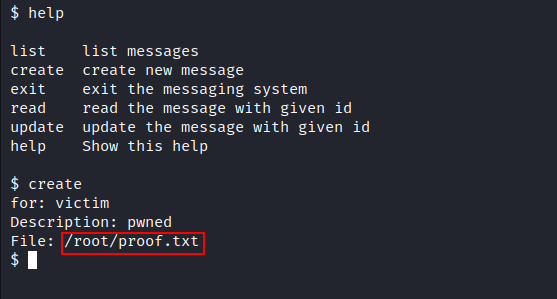 $ help
list    list messages
create  create new message
exit    exit the messaging system
read    read the message with given id
update  update the message with given id
help    Show this help
$ create
for: victim
Description: pwned
File: /root/proof.txt
$